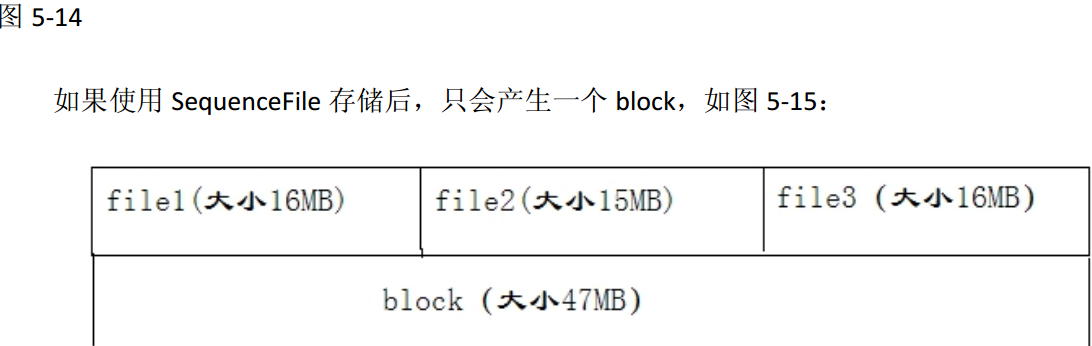 图 5-14
如果使用 SequenceFile 存储后，只会产生一个 block，如图 5-15：
file1(大小16MB) file2(大小15MB) file3 (大小16MB)
block (大小47MB)